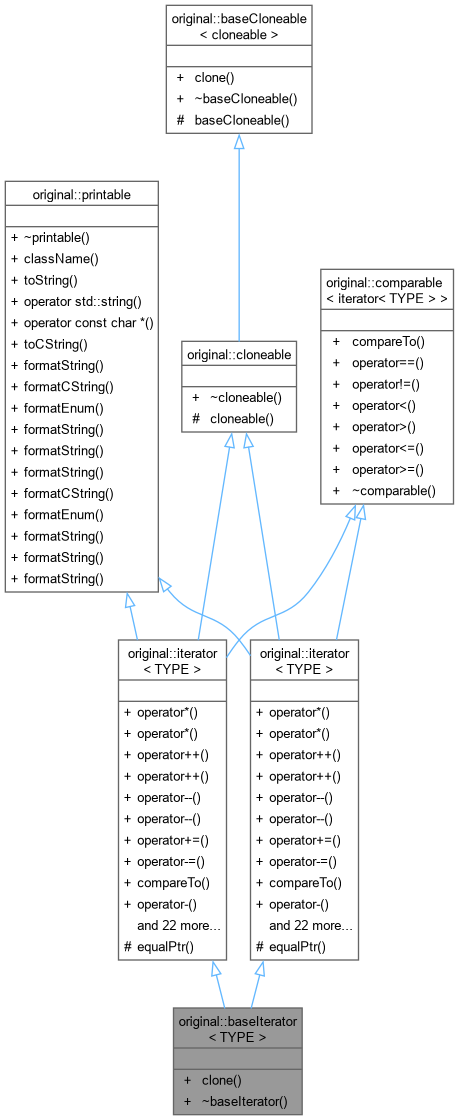 original::baseCloneable
< cloneable >
+ clone()
+ ~baseCloneable()
# baseCloneable()
original::printable
+ ~printable()
+ className()
+ toString()
+ operator std::string()
+ operator const char *()
+ toCString()
+ formatString()
+ formatCString()
+ formatEnum()
+ formatString()
+ formatString()
+ formatString()
+ formatCString()
+ formatEnum()
+ formatString()
+ formatString()
+ formatString()
original::cloneable
+ ~cloneable()
# cloneable()
original::comparable
< iterator< TYPE > >
+ compareTo()
+ operator==()
+ operator!=()
+ operator<()
+ operator>()
+ operator<=()
+ operator>=()
+ ~comparable()
original::iterator
< TYPE >
+ operator*()
+ operator*()
+ operator++()
+ operator++()
+ operator--()
+ operator--()
+ operator+=()
+ operator-=()
+ compareTo()
+ operator-()
and 22 more...
# equalPtr()
original::iterator
< TYPE >
+ operator*()
+ operator*()
+ operator++()
+ operator++()
+ operator--()
+ operator--()
+ operator+=()
+ operator-=()
+ compareTo()
+ operator-()
and 22 more...
# equalPtr()
original::baseIterator
< TYPE >
+ clone()
+ ~baseIterator()